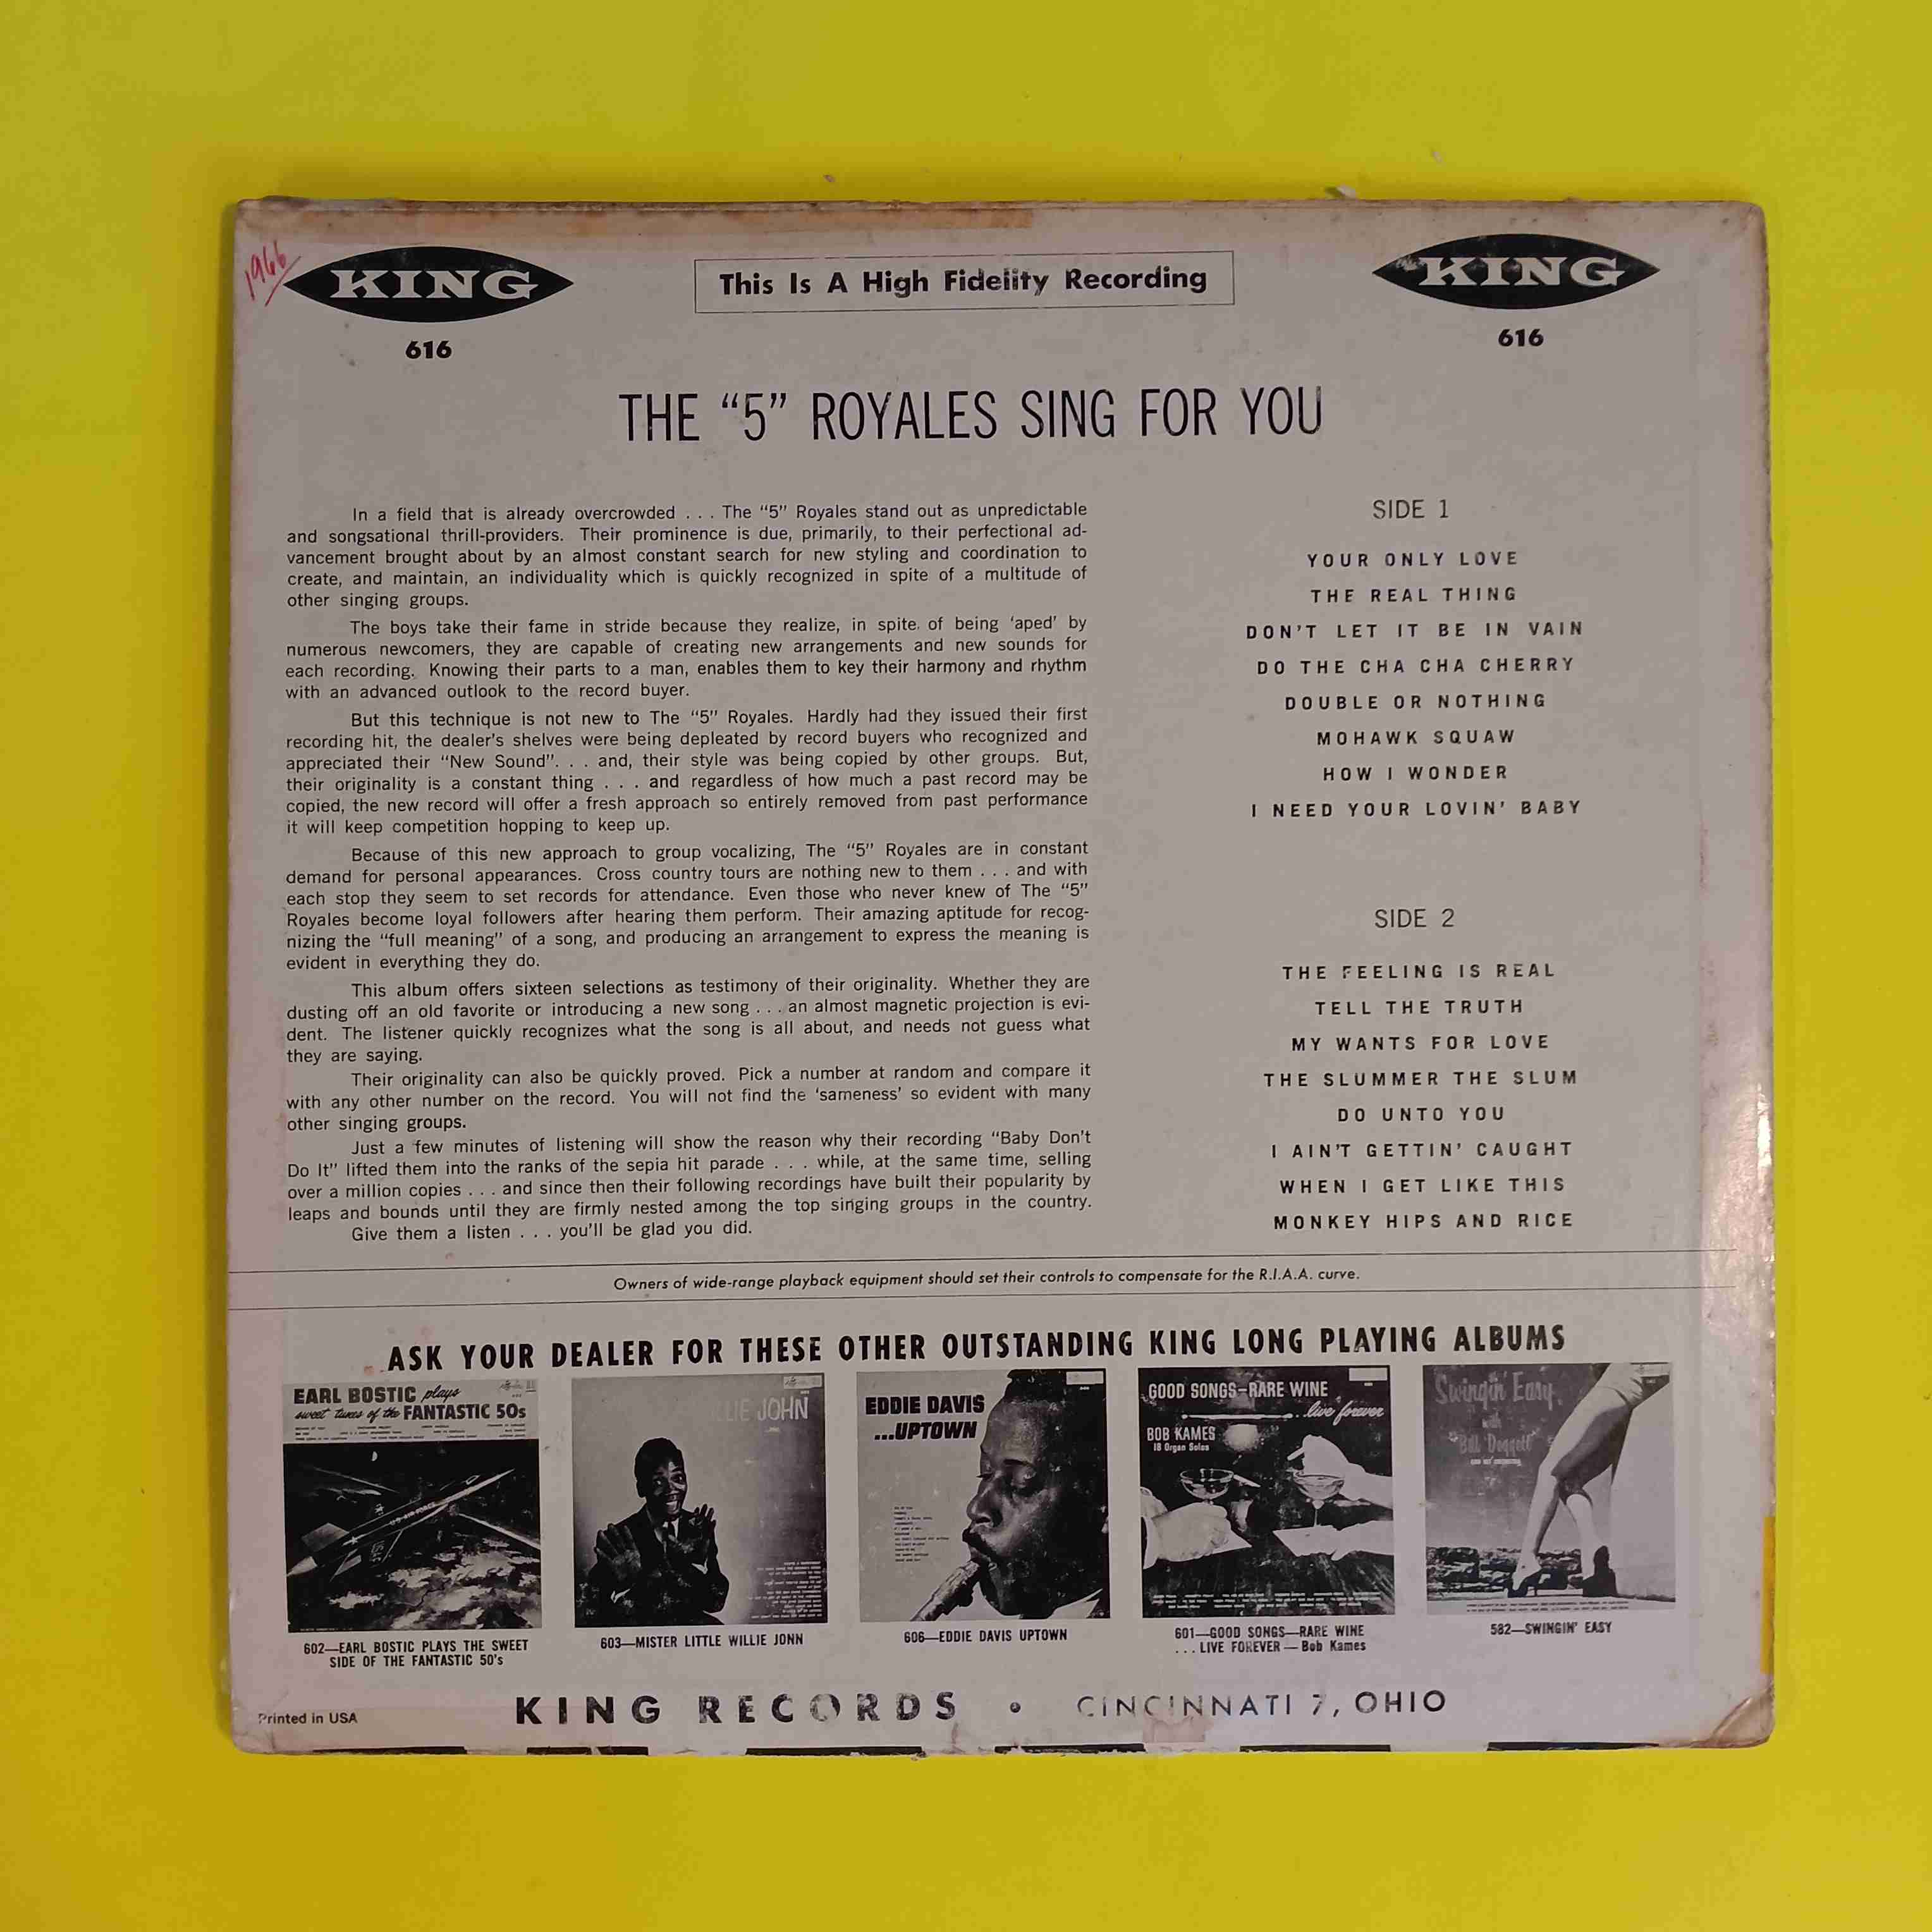 1966
KING
616
This Is A High Fidelity Recording
KING
616
THE “5” ROYALES SING FOR YOU
In a field that is already overcrowded . . . The “5” Royales stand out as unpredictable
and songsational thrill-providers. Their prominence is due, primarily, to their perfectional ad-
vancement brought about by an almost constant search for new styling and coordination to
create, and maintain, an individuality which is quickly recognized in spite of a multitude of
other singing groups.
The boys take their fame in stride because they realize, in spite of being ‘aped’ by
numerous newcomers, they are capable of creating new arrangements and new sounds for
each recording. Knowing their parts to a man, enables them to key their harmony and rhythm
with an advanced outlook to the record buyer.
But this technique is not new to The “5” Royales. Hardly had they issued their first
recording hit, the dealer’s shelves were being depleated by record buyers who recognized and
appreciated their “New Sound”. . . and, their style was being copied by other groups. But,
their originality is a constant thing . . . and regardless of how much a past record may be
copied, the new record will offer a fresh approach so entirely removed from past performance
it will keep competition hopping to keep up.
Because of this new approach to group vocalizing, The “5” Royales are in constant
demand for personal appearances. Cross country tours are nothing new to them . . . and with
each stop they seem to set records for attendance. Even those who never knew of The “5”
Royales become loyal followers after hearing them perform. Their amazing aptitude for recog-
nizing the “full meaning” of a song, and producing an arrangement to express the meaning is
evident in everything they do.
This album offers sixteen selections as testimony of their originality. Whether they are
dusting off an old favorite or introducing a new song . . . an almost magnetic projection is evi-
dent. The listener quickly recognizes what the song is all about, and needs not guess what
they are saying.
Their originality can also be quickly proved. Pick a number at random and compare it
with any other number on the record. You will not find the ‘sameness’ so evident with many
other singing groups.
Just a few minutes of listening will show the reason why their recording “Baby Don’t
Do It” lifted them into the ranks of the sepia hit parade . . . while, at the same time, selling
over a million copies . . . and since then their following recordings have built their popularity by
leaps and bounds until they are firmly nested among the top singing groups in the country.
Give them a listen . . . you’ll be glad you did.
SIDE 1
YOUR ONLY LOVE
THE REAL THING
DON’T LET IT BE IN VAIN
DO THE CHA CHA CHERRY
DOUBLE OR NOTHING
MOHAWK SQUAW
HOW I WONDER
I NEED YOUR LOVIN’ BABY
SIDE 2
THE FEELING IS REAL
TELL THE TRUTH
MY WANTS FOR LOVE
THE SLUMMER THE SLUM
DO UNTO YOU
I AIN’T GETTIN’ CAUGHT
WHEN I GET LIKE THIS
MONKEY HIPS AND RICE
Owners of wide-range playback equipment should set their controls to compensate for the R.I.A.A. curve.
ASK YOUR DEALER FOR THESE OTHER OUTSTANDING KING LONG PLAYING ALBUMS
EARL BOSTIC plays
sweet tunes of the FANTASTIC 50s
U.S. AIR FORCE
USAF
602—EARL BOSTIC PLAYS THE SWEET
SIDE OF THE FANTASTIC 50’s
JOHN
603—MISTER LITTLE WILLIE JONN
EDDIE DAVIS
...UPTOWN
606—EDDIE DAVIS UPTOWN
GOOD SONGS–RARE WINE
...live forever
BOB KAMES
18 Organ Solos
601—GOOD SONGS—RARE WINE
. . . LIVE FOREVER — Bob Kames
Swingin' Easy
with
"Bill Doggett"
582—SWINGIN’ EASY
Printed in USA
KING RECORDS • CINCINNATI 7, OHIO